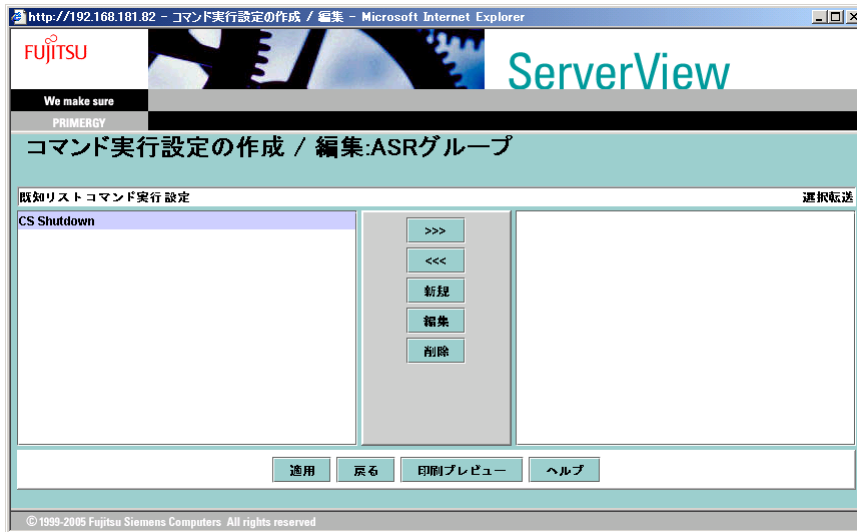 http://192.168.181.82 - コマンド実行設定の作成 / 編集 - Microsoft Internet Explorer
FUJITSU
ServerView
We make sure
PRIMERGY
コマンド実行設定の作成 / 編集:ASRグループ
既知リストコマンド実行設定
選択転送
CS Shutdown
>>>
<<<
新規
編集
削除
適用
戻る
印刷プレビュー
ヘルプ
©1999-2005 Fujitsu Siemens Computers All rights reserved